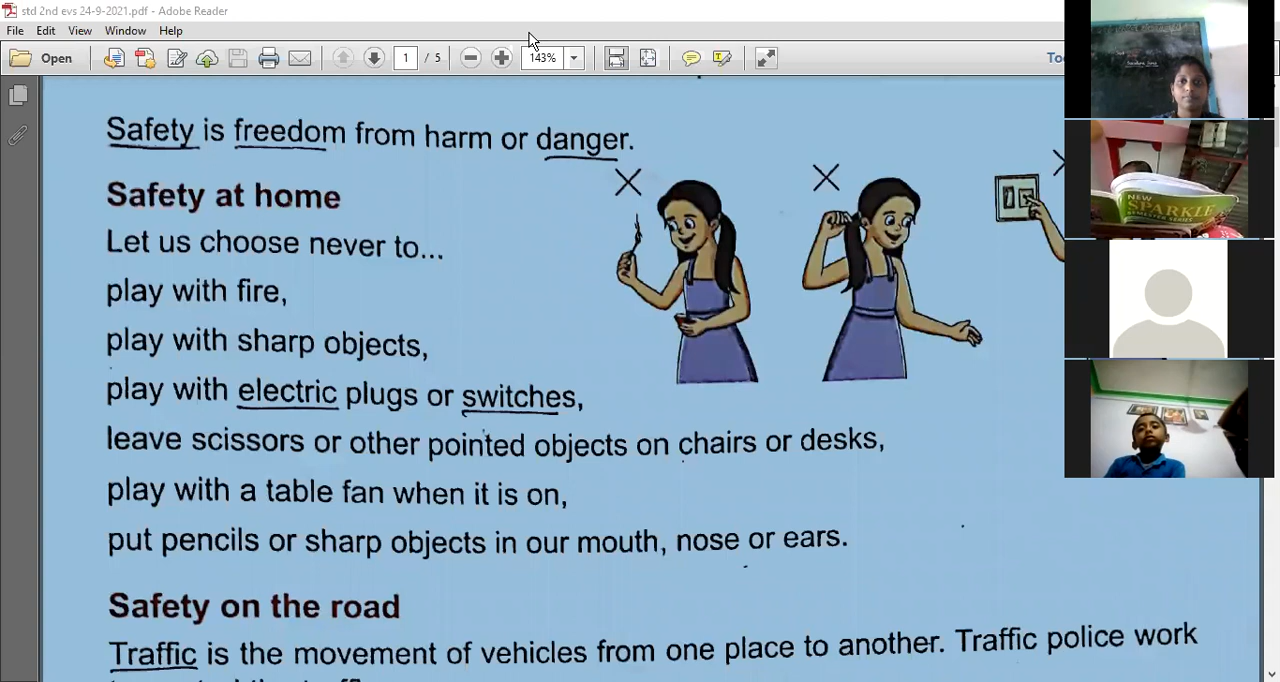 std 2nd evs 24-9-2021.pdf - Adobe Reader
File Edit View Window Help
Open 1 / 5 143%
Safety is freedom from harm or danger.
Safety at home
Let us choose never to...
play with fire,
play with sharp objects,
play with electric plugs or switches,
leave scissors or other pointed objects on chairs or desks,
play with a table fan when it is on,
put pencils or sharp objects in our mouth, nose or ears.
Safety on the road
Traffic is the movement of vehicles from one place to another. Traffic police work
NEW
SPARKLE
SEMESTER SERIES